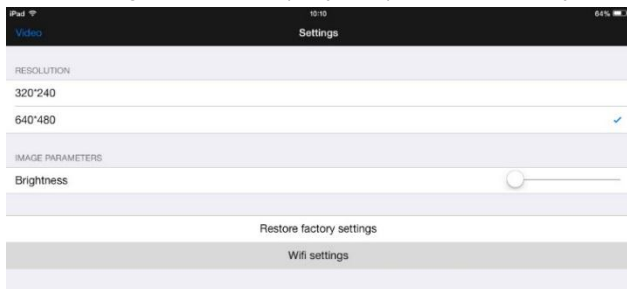 iPad 10:10 64%
Video Settings
RESOLUTION
320*240
640*480
IMAGE PARAMETERS
Brightness
Restore factory settings
Wifi settings